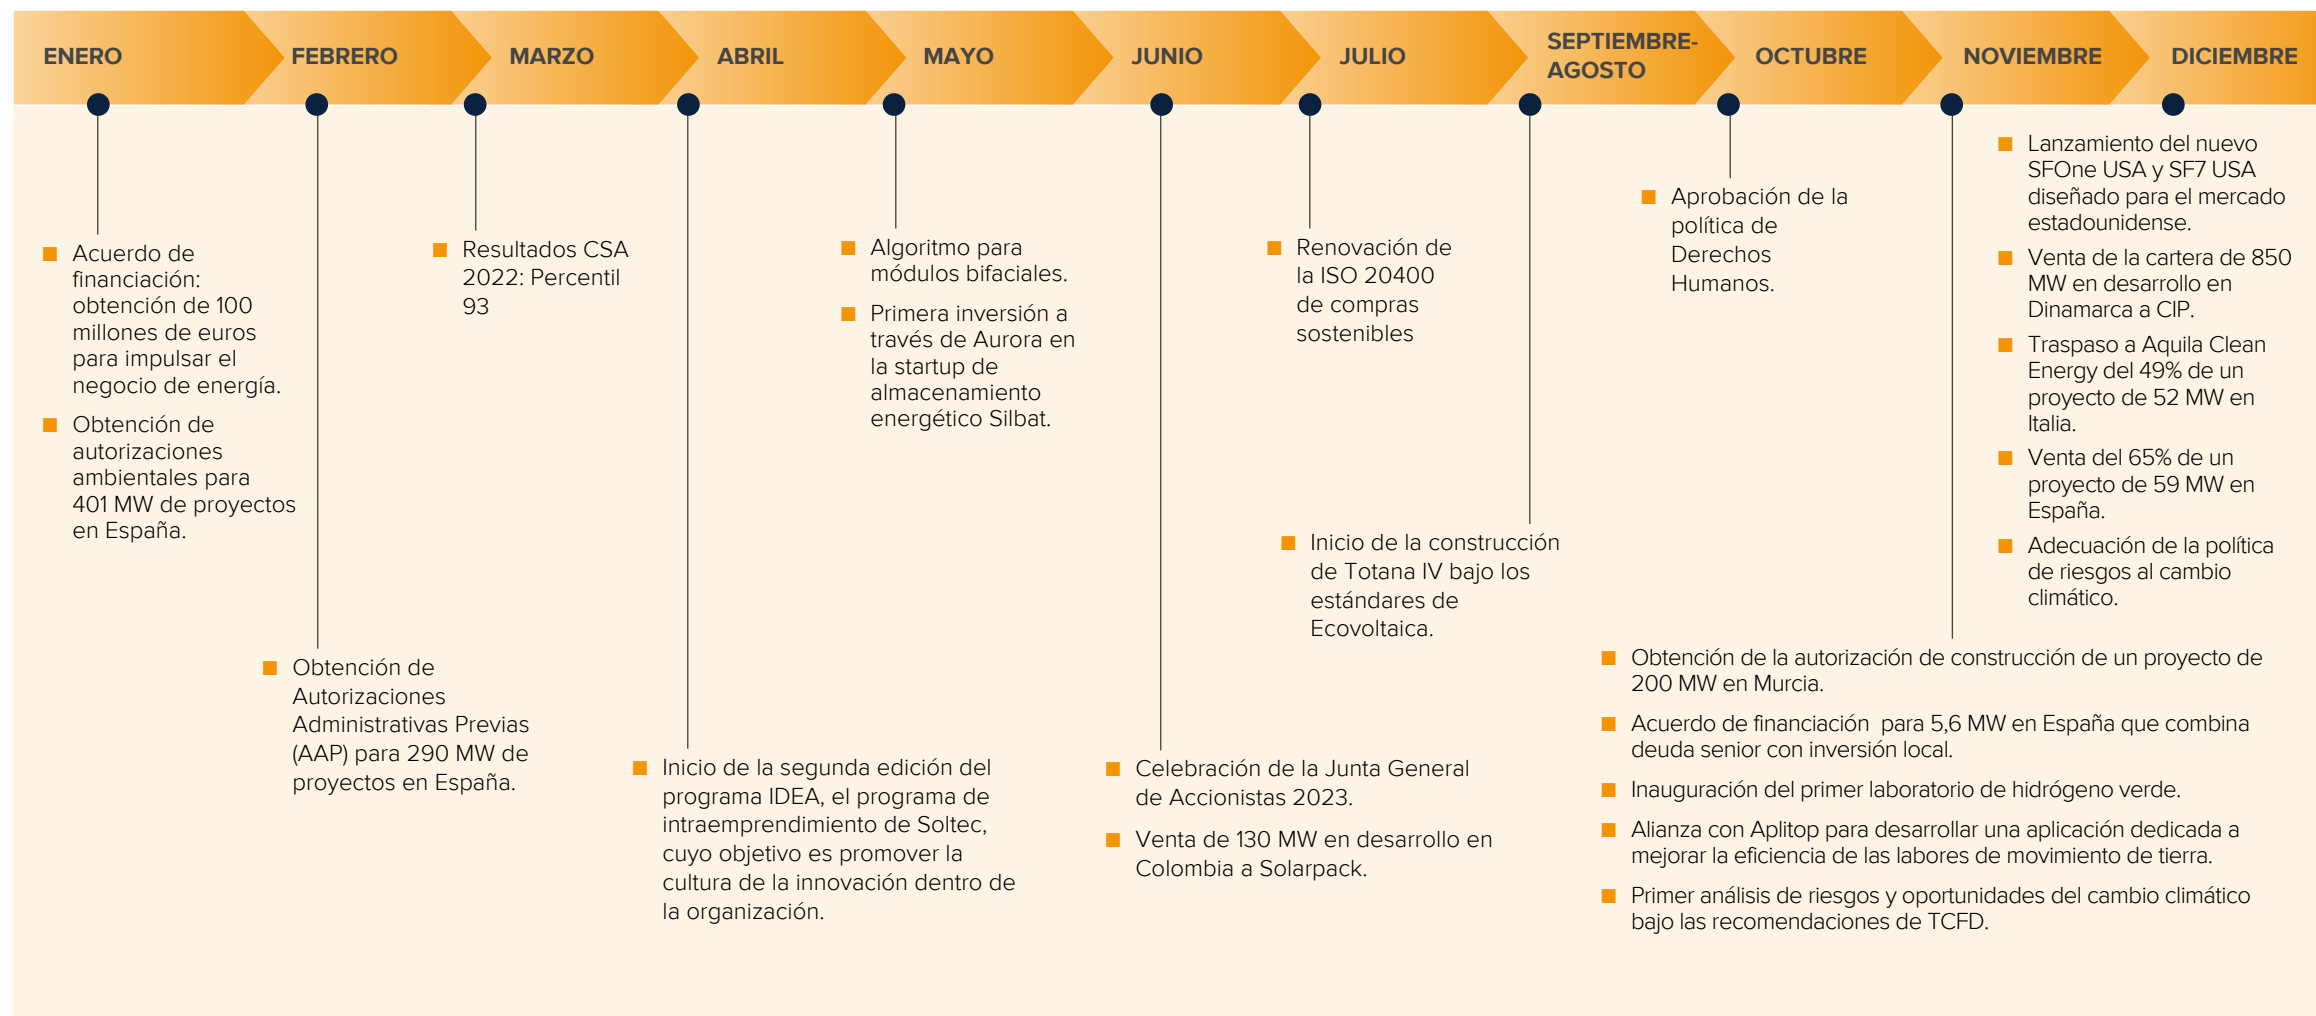 ENERO
FEBRERO
MARZO
ABRIL
MAYO
JUNIO
JULIO
SEPTIEMBRE-
AGOSTO
OCTUBRE
NOVIEMBRE
DICIEMBRE
Acuerdo de
financiación:
obtención de 100
millones de euros
para impulsar el
negocio de energía.
Obtención de
autorizaciones
ambientales para
401 MW de proyectos
en España.
Obtención de
Autorizaciones
Administrativas Previas
(AAP) para 290 MW de
proyectos en España.
Resultados CSA
2022: Percentil
93
Inicio de la segunda edición del
programa IDEA, el programa de
intraemprendimiento de Soltec,
cuyo objetivo es promover la
cultura de la innovación dentro de
la organización.
Algoritmo para
módulos bifaciales.
Primera inversión a
través de Aurora en
la startup de
almacenamiento
energético Silbat.
Celebración de la Junta General
de Accionistas 2023.
Venta de 130 MW en desarrollo en
Colombia a Solarpack.
Renovación de
la ISO 20400
de compras
sostenibles
Inicio de la construcción
de Totana IV bajo los
estándares de
Ecovoltaica.
Aprobación de la
política de
Derechos
Humanos.
Obtención de la autorización de construcción de un proyecto de
200 MW en Murcia.
Acuerdo de financiación  para 5,6 MW en España que combina
deuda senior con inversión local.
Inauguración del primer laboratorio de hidrógeno verde.
Alianza con Aplitop para desarrollar una aplicación dedicada a
mejorar la eficiencia de las labores de movimiento de tierra.
Primer análisis de riesgos y oportunidades del cambio climático
bajo las recomendaciones de TCFD.
Lanzamiento del nuevo
SFOne USA y SF7 USA
diseñado para el mercado
estadounidense.
Venta de la cartera de 850
MW en desarrollo en
Dinamarca a CIP.
Traspaso a Aquila Clean
Energy del 49% de un
proyecto de 52 MW en
Italia.
Venta del 65% de un
proyecto de 59 MW en
España.
Adecuación de la política
de riesgos al cambio
climático.